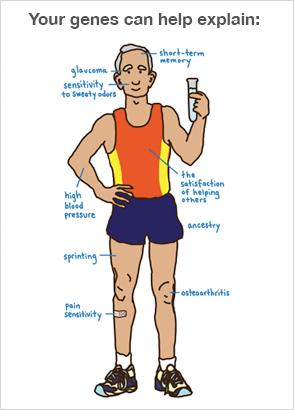 Your genes can help explain:
short-term
memory
glaucoma
sensitivity
to sweaty odors
the
satisfaction
of helping
others
high
blood
pressure
ancestry
sprinting
osteoarthritis
pain
sensitivity